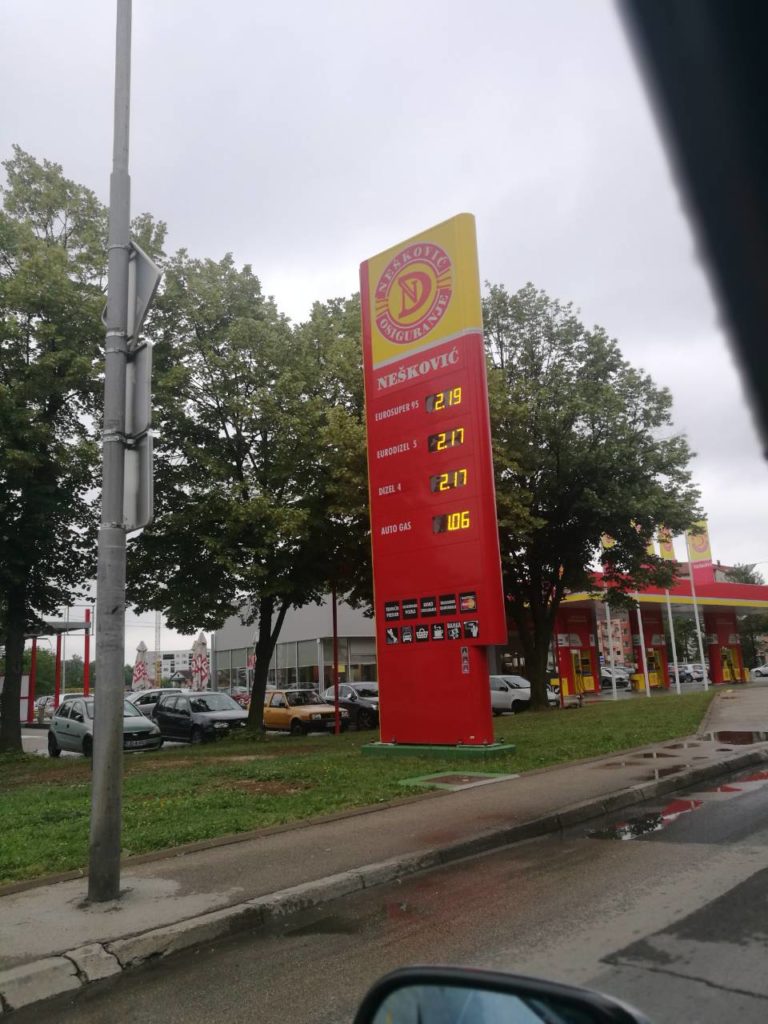 NEŠKOVIĆ
ND
OSIGURANJE
NEŠKOVIĆ
EUROSUPER 95 2.19
EURODIZEL 5 2.17
DIZEL 4 2.17
AUTO GAS 1.06